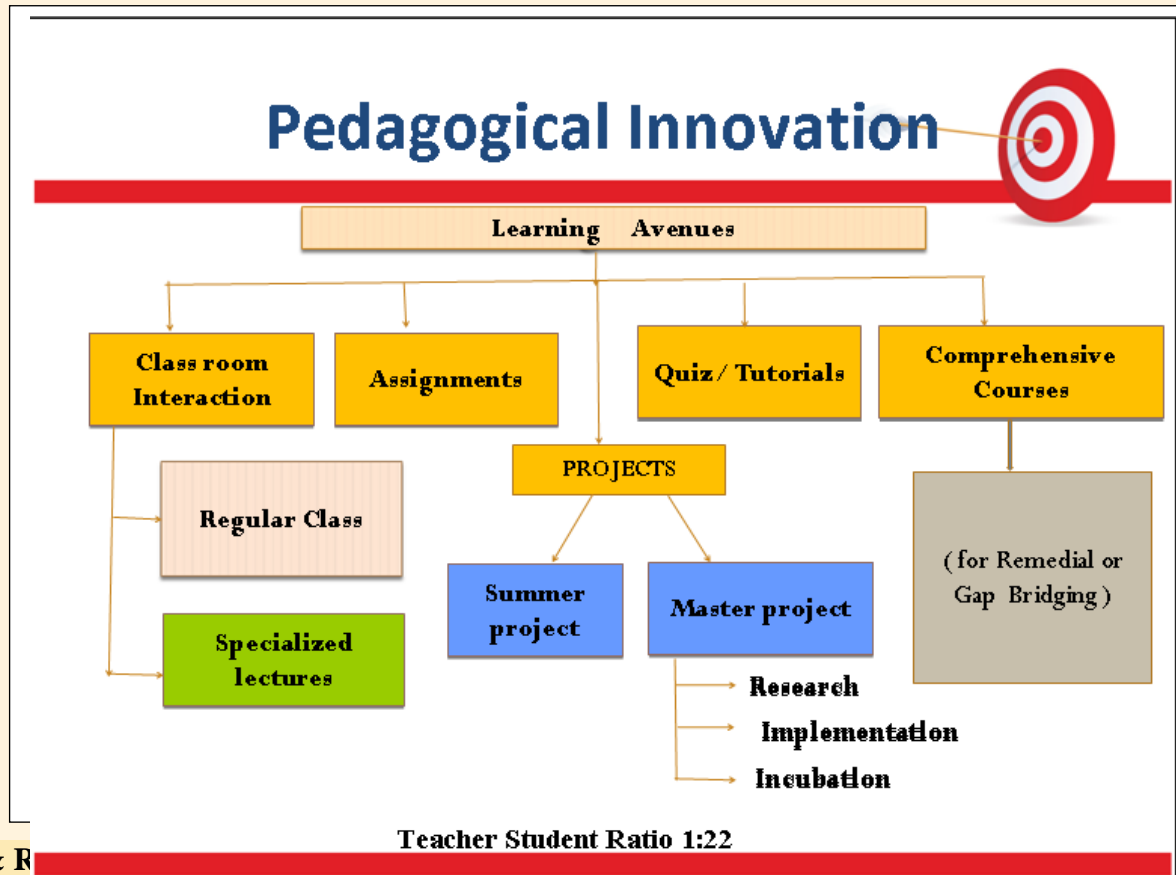 Pedagogical Innovation
Learning Avenues
Class room
Interaction
Assignments
Quiz / Tutorials
Comprehensive
Courses
PROJECTS
Regular Class
Specialized
lectures
Summer
project
Master project
( for Remedial or
Gap Bridging )
Research
Implementation
Incubation
Teacher Student Ratio 1:22
& R